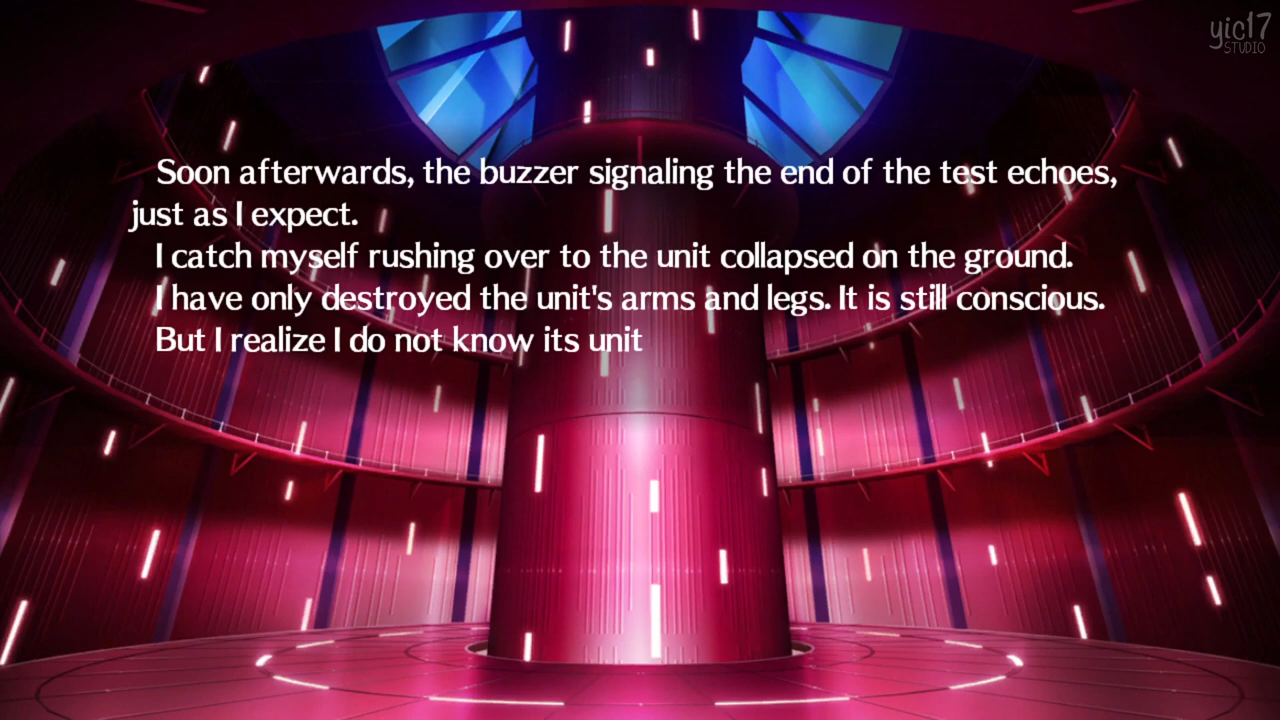 yic17
STUDIO
Soon afterwards, the buzzer signaling the end of the test echoes,
just as I expect.
I catch myself rushing over to the unit collapsed on the ground.
I have only destroyed the unit's arms and legs. It is still conscious.
But I realize I do not know its unit